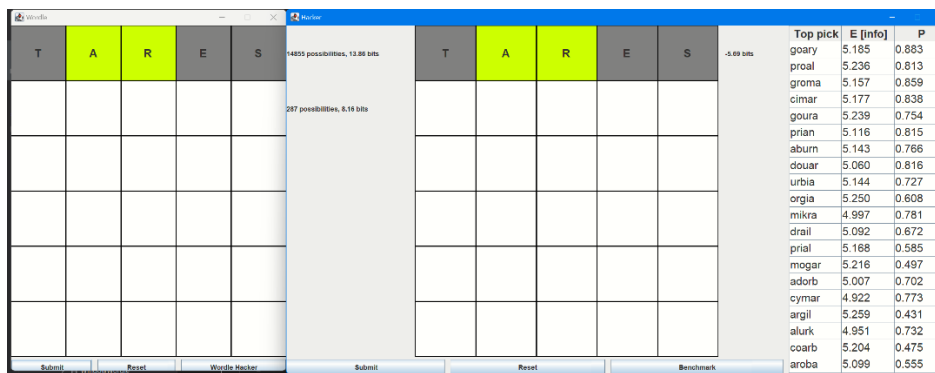 Wordle
T A R E S
Submit Reset Wordle Hacker
Hacker
14855 possibilities, 13.86 bits
T A R E S
-5.69 bits
287 possibilities, 8.16 bits
Submit Reset Benchmark
Top pick E [info] P
goary 5.185 0.883
proal 5.236 0.813
groma 5.157 0.859
cimar 5.177 0.838
goura 5.239 0.754
prian 5.116 0.815
aburn 5.143 0.766
douar 5.060 0.816
urbia 5.144 0.727
orgia 5.250 0.608
mikra 4.997 0.781
drail 5.092 0.672
prial 5.168 0.585
mogar 5.216 0.497
adorb 5.007 0.702
cymar 4.922 0.773
argil 5.259 0.431
alurk 4.951 0.732
coarb 5.204 0.475
aroba 5.099 0.555